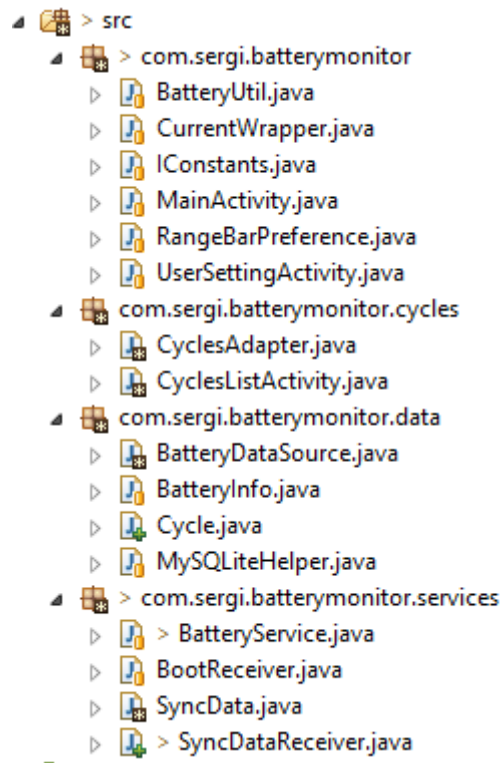 > src
> com.sergi.batterymonitor
BatteryUtil.java
CurrentWrapper.java
IConstants.java
MainActivity.java
RangeBarPreference.java
UserSettingActivity.java
com.sergi.batterymonitor.cycles
CyclesAdapter.java
CyclesListActivity.java
com.sergi.batterymonitor.data
BatteryDataSource.java
BatteryInfo.java
Cycle.java
MySQLiteHelper.java
> com.sergi.batterymonitor.services
> BatteryService.java
BootReceiver.java
SyncData.java
> SyncDataReceiver.java